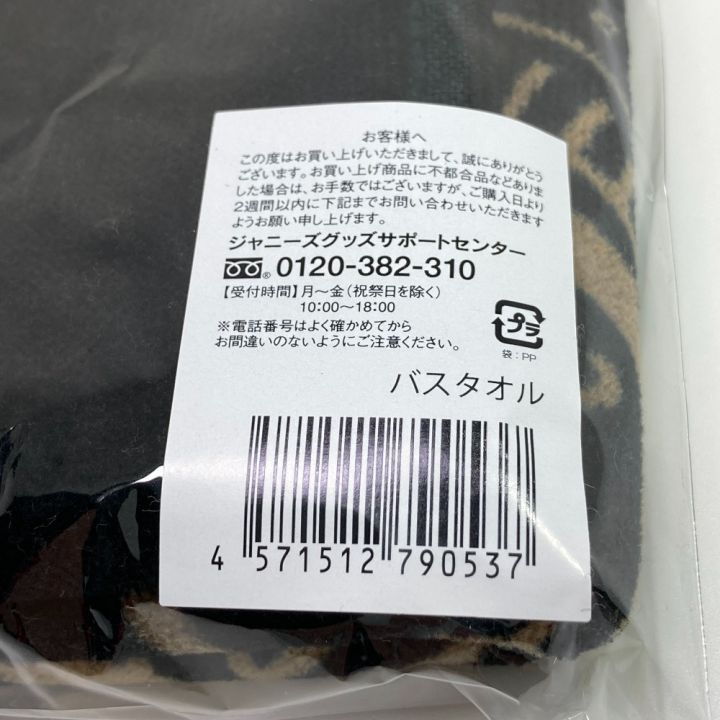 お客様へ
この度はお買い上げいただきまして、誠にありがとう
ございます。お買い上げ商品に不都合品などありま
した場合は、お手数ではございますが、ご購入日より
2週間以内に下記までお問い合わせいただきます
ようお願い申し上げます。
ジャニーズグッズサポートセンター
® 0120-382-310
【受付時間】月～金(祝祭日を除く)
10:00～18:00
※電話番号はよく確かめてから
お間違いのないようにご注意ください。
プラ
袋:PP
バスタオル
4 571512 790537